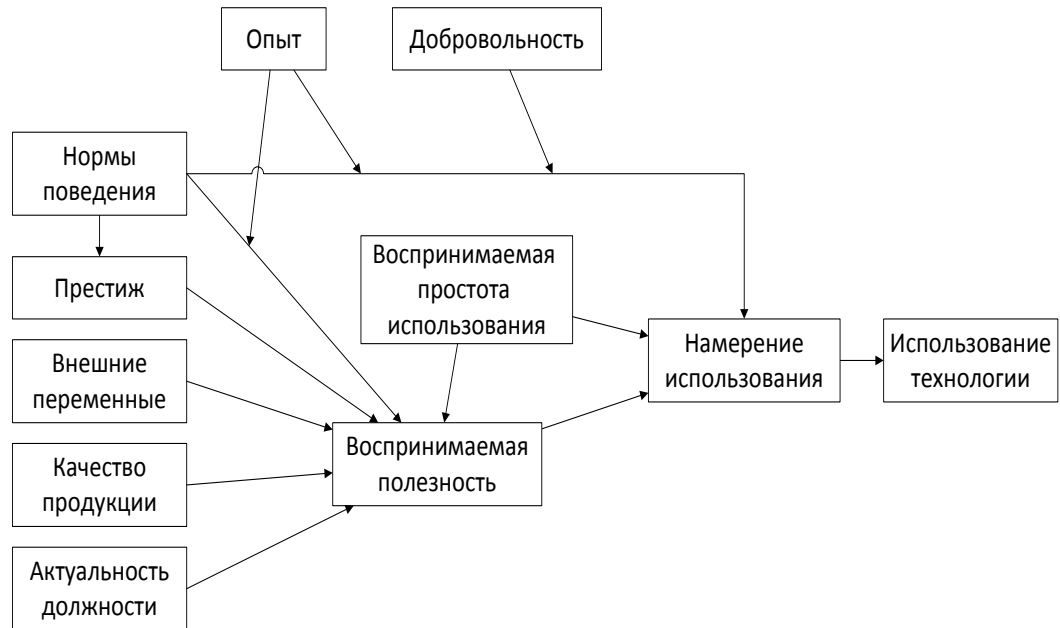 Опыт
Добровольность
Нормы
поведения
Престиж
Воспринимаемая
простота
использования
Внешние
переменные
Намерение
использования
Использование
технологии
Воспринимаемая
полезность
Качество
продукции
Актуальность
должности